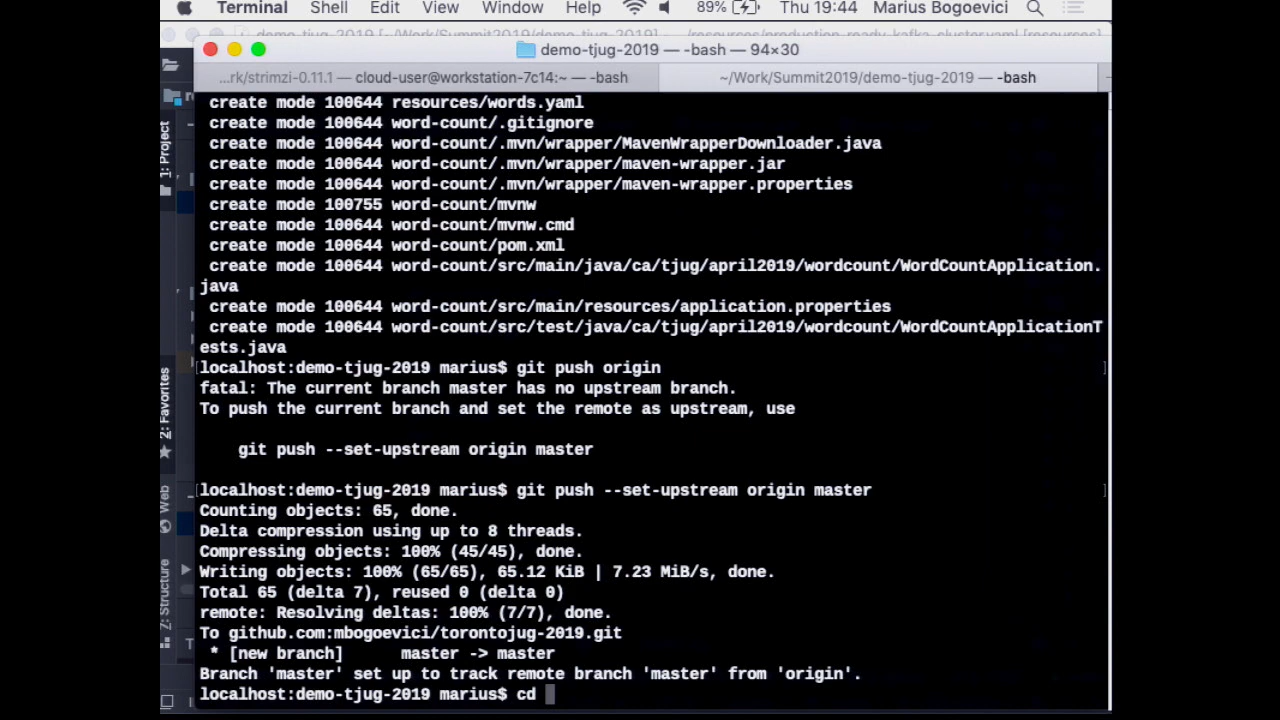 Terminal Shell Edit View Window Help 89% Thu 19:44 Marius Bogoevici
demo-tjug-2019 — -bash — 94×30
...rk/strimzi-0.11.1 — cloud-user@workstation-7c14:~ — -bash
~/Work/Summit2019/demo-tjug-2019 — -bash
create mode 100644 resources/words.yaml
create mode 100644 word-count/.gitignore
create mode 100644 word-count/.mvn/wrapper/MavenWrapperDownloader.java
create mode 100644 word-count/.mvn/wrapper/maven-wrapper.jar
create mode 100644 word-count/.mvn/wrapper/maven-wrapper.properties
create mode 100755 word-count/mvnw
create mode 100644 word-count/mvnw.cmd
create mode 100644 word-count/pom.xml
create mode 100644 word-count/src/main/java/ca/tjug/april2019/wordcount/WordCountApplication.
java
create mode 100644 word-count/src/main/resources/application.properties
create mode 100644 word-count/src/test/java/ca/tjug/april2019/wordcount/WordCountApplicationT
ests.java
[localhost:demo-tjug-2019 marius$ git push origin ]
fatal: The current branch master has no upstream branch.
To push the current branch and set the remote as upstream, use
git push --set-upstream origin master
[localhost:demo-tjug-2019 marius$ git push --set-upstream origin master ]
Counting objects: 65, done.
Delta compression using up to 8 threads.
Compressing objects: 100% (45/45), done.
Writing objects: 100% (65/65), 65.12 KiB | 7.23 MiB/s, done.
Total 65 (delta 7), reused 0 (delta 0)
remote: Resolving deltas: 100% (7/7), done.
To github.com:mbogoevici/torontojug-2019.git
* [new branch] master -> master
Branch 'master' set up to track remote branch 'master' from 'origin'.
localhost:demo-tjug-2019 marius$ cd
1: Project
2: Favorites
Web
7: Structure